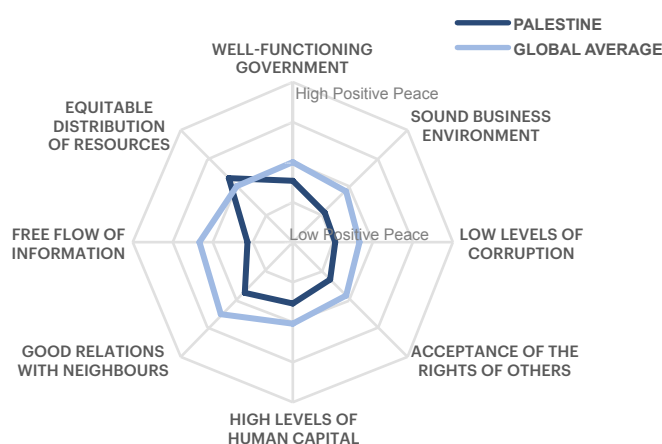 PALESTINE
GLOBAL AVERAGE
WELL-FUNCTIONING
GOVERNMENT
High Positive Peace
EQUITABLE
DISTRIBUTION
OF RESOURCES
SOUND BUSINESS
ENVIRONMENT
FREE FLOW OF
INFORMATION
Low Positive Peace
LOW LEVELS OF
CORRUPTION
GOOD RELATIONS
WITH NEIGHBOURS
ACCEPTANCE OF THE
RIGHTS OF OTHERS
HIGH LEVELS OF
HUMAN CAPITAL